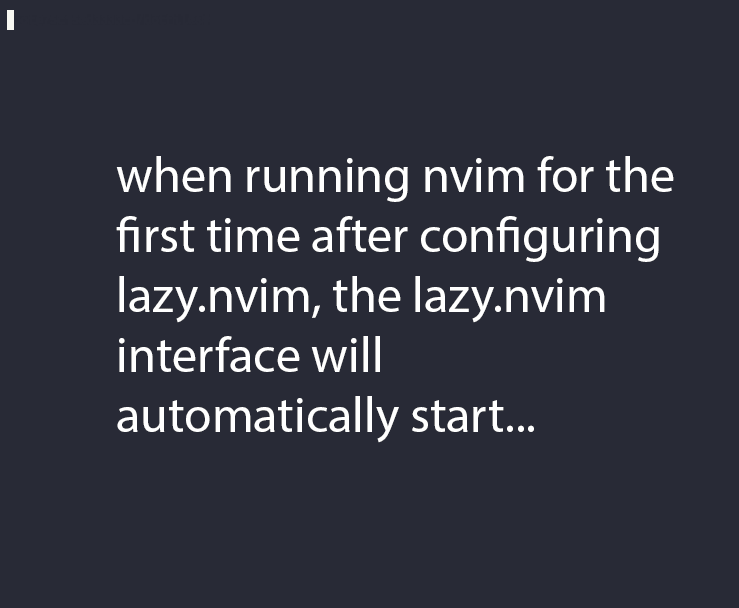 when running nvim for the
first time after configuring
lazy.nvim, the lazy.nvim
interface will
automatically start...